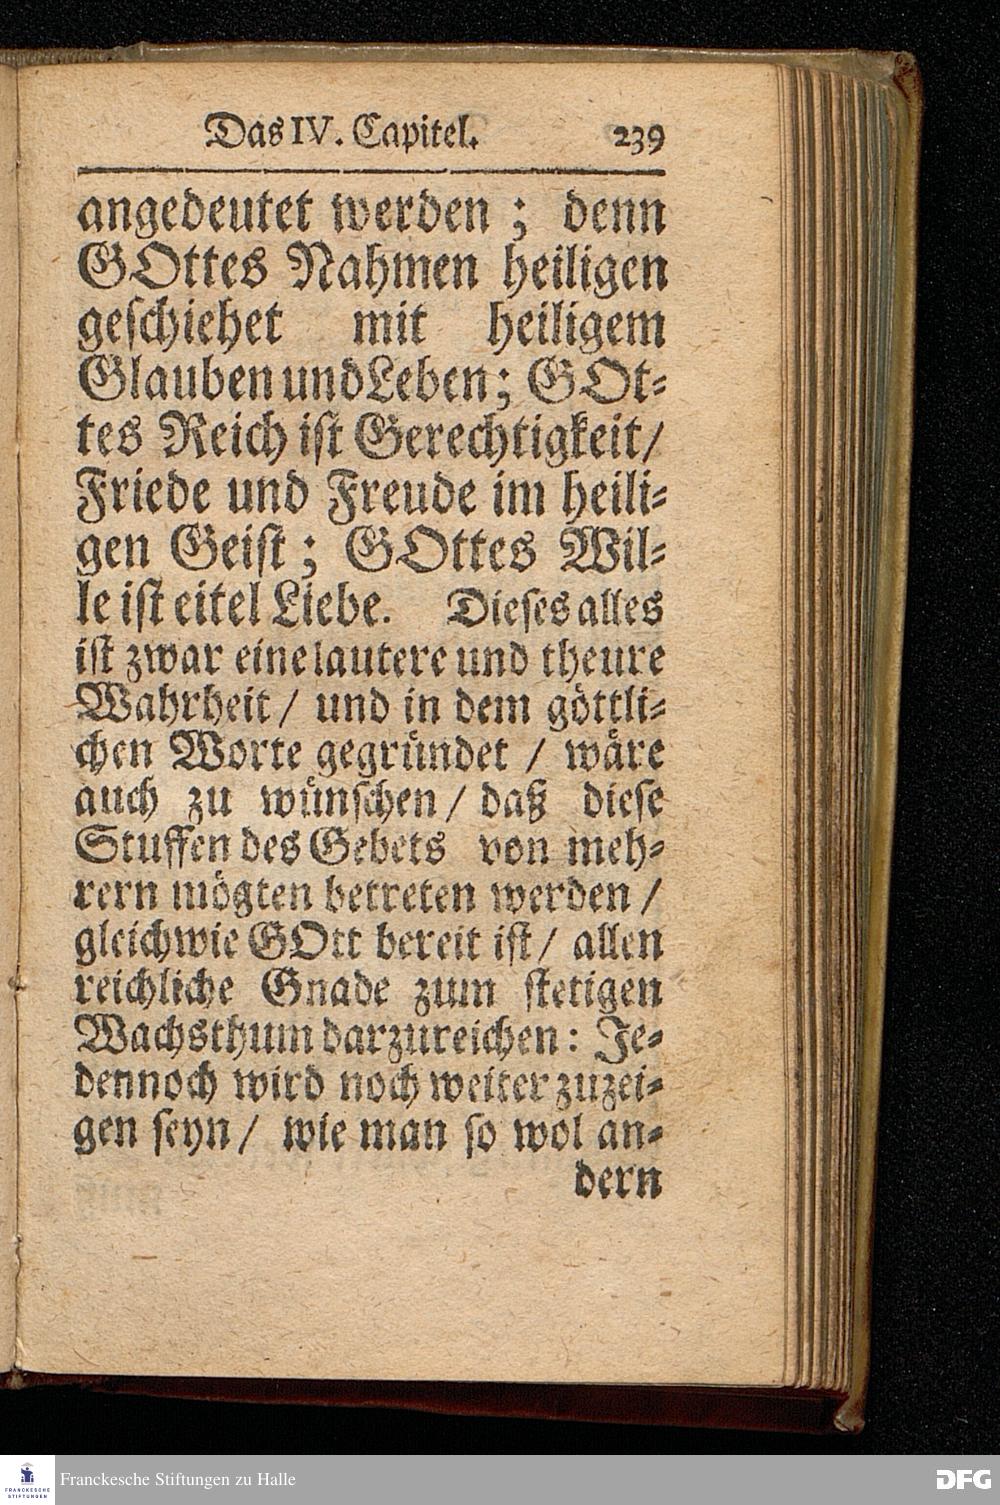 Das IV. Capitel. 239
angedeutet werden ; denn
GOttes Nahmen heiligen
geschiehet mit heiligem
Glauben und Leben; GOt-
tes Reich ist Gerechtigkeit/
Friede und Freude im heili-
gen Geist ; GOttes Wil-
le ist eitel Liebe. Dieses alles
ist zwar eine lautere und theure
Wahrheit / und in dem göttli-
chen Worte gegründet / wäre
auch zu wünschen / daß diese
Stuffen des Gebets von meh-
rern mögten betreten werden /
gleichwie GOtt bereit ist / allen
reichliche Gnade zum stetigen
Wachsthum darzureichen : Je-
dennoch wird noch weiter zuzei-
gen seyn / wie man so wol an-
dern
Franckesche Stiftungen zu Halle
FRANCKESCHE
STIFTUNGEN
DFG